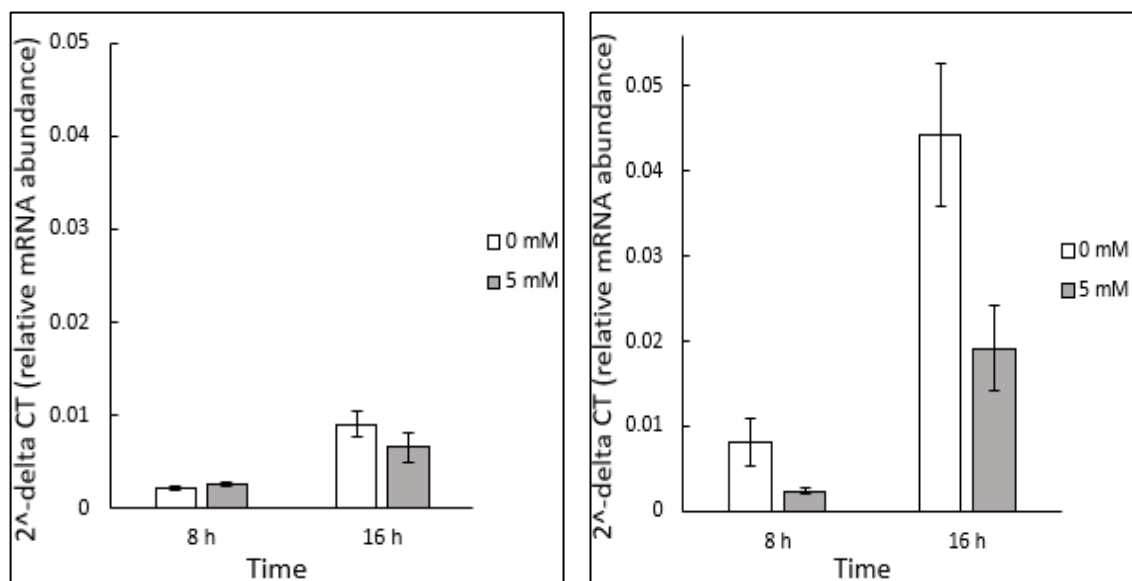 2^-delta CT (relative mRNA abundance)
0.05
0.04
0.03
0.02
0.01
0
8 h
16 h
Time
0 mM
5 mM
2^-delta CT (relative mRNA abundance)
0.05
0.04
0.03
0.02
0.01
0
8 h
16 h
Time
0 mM
5 mM